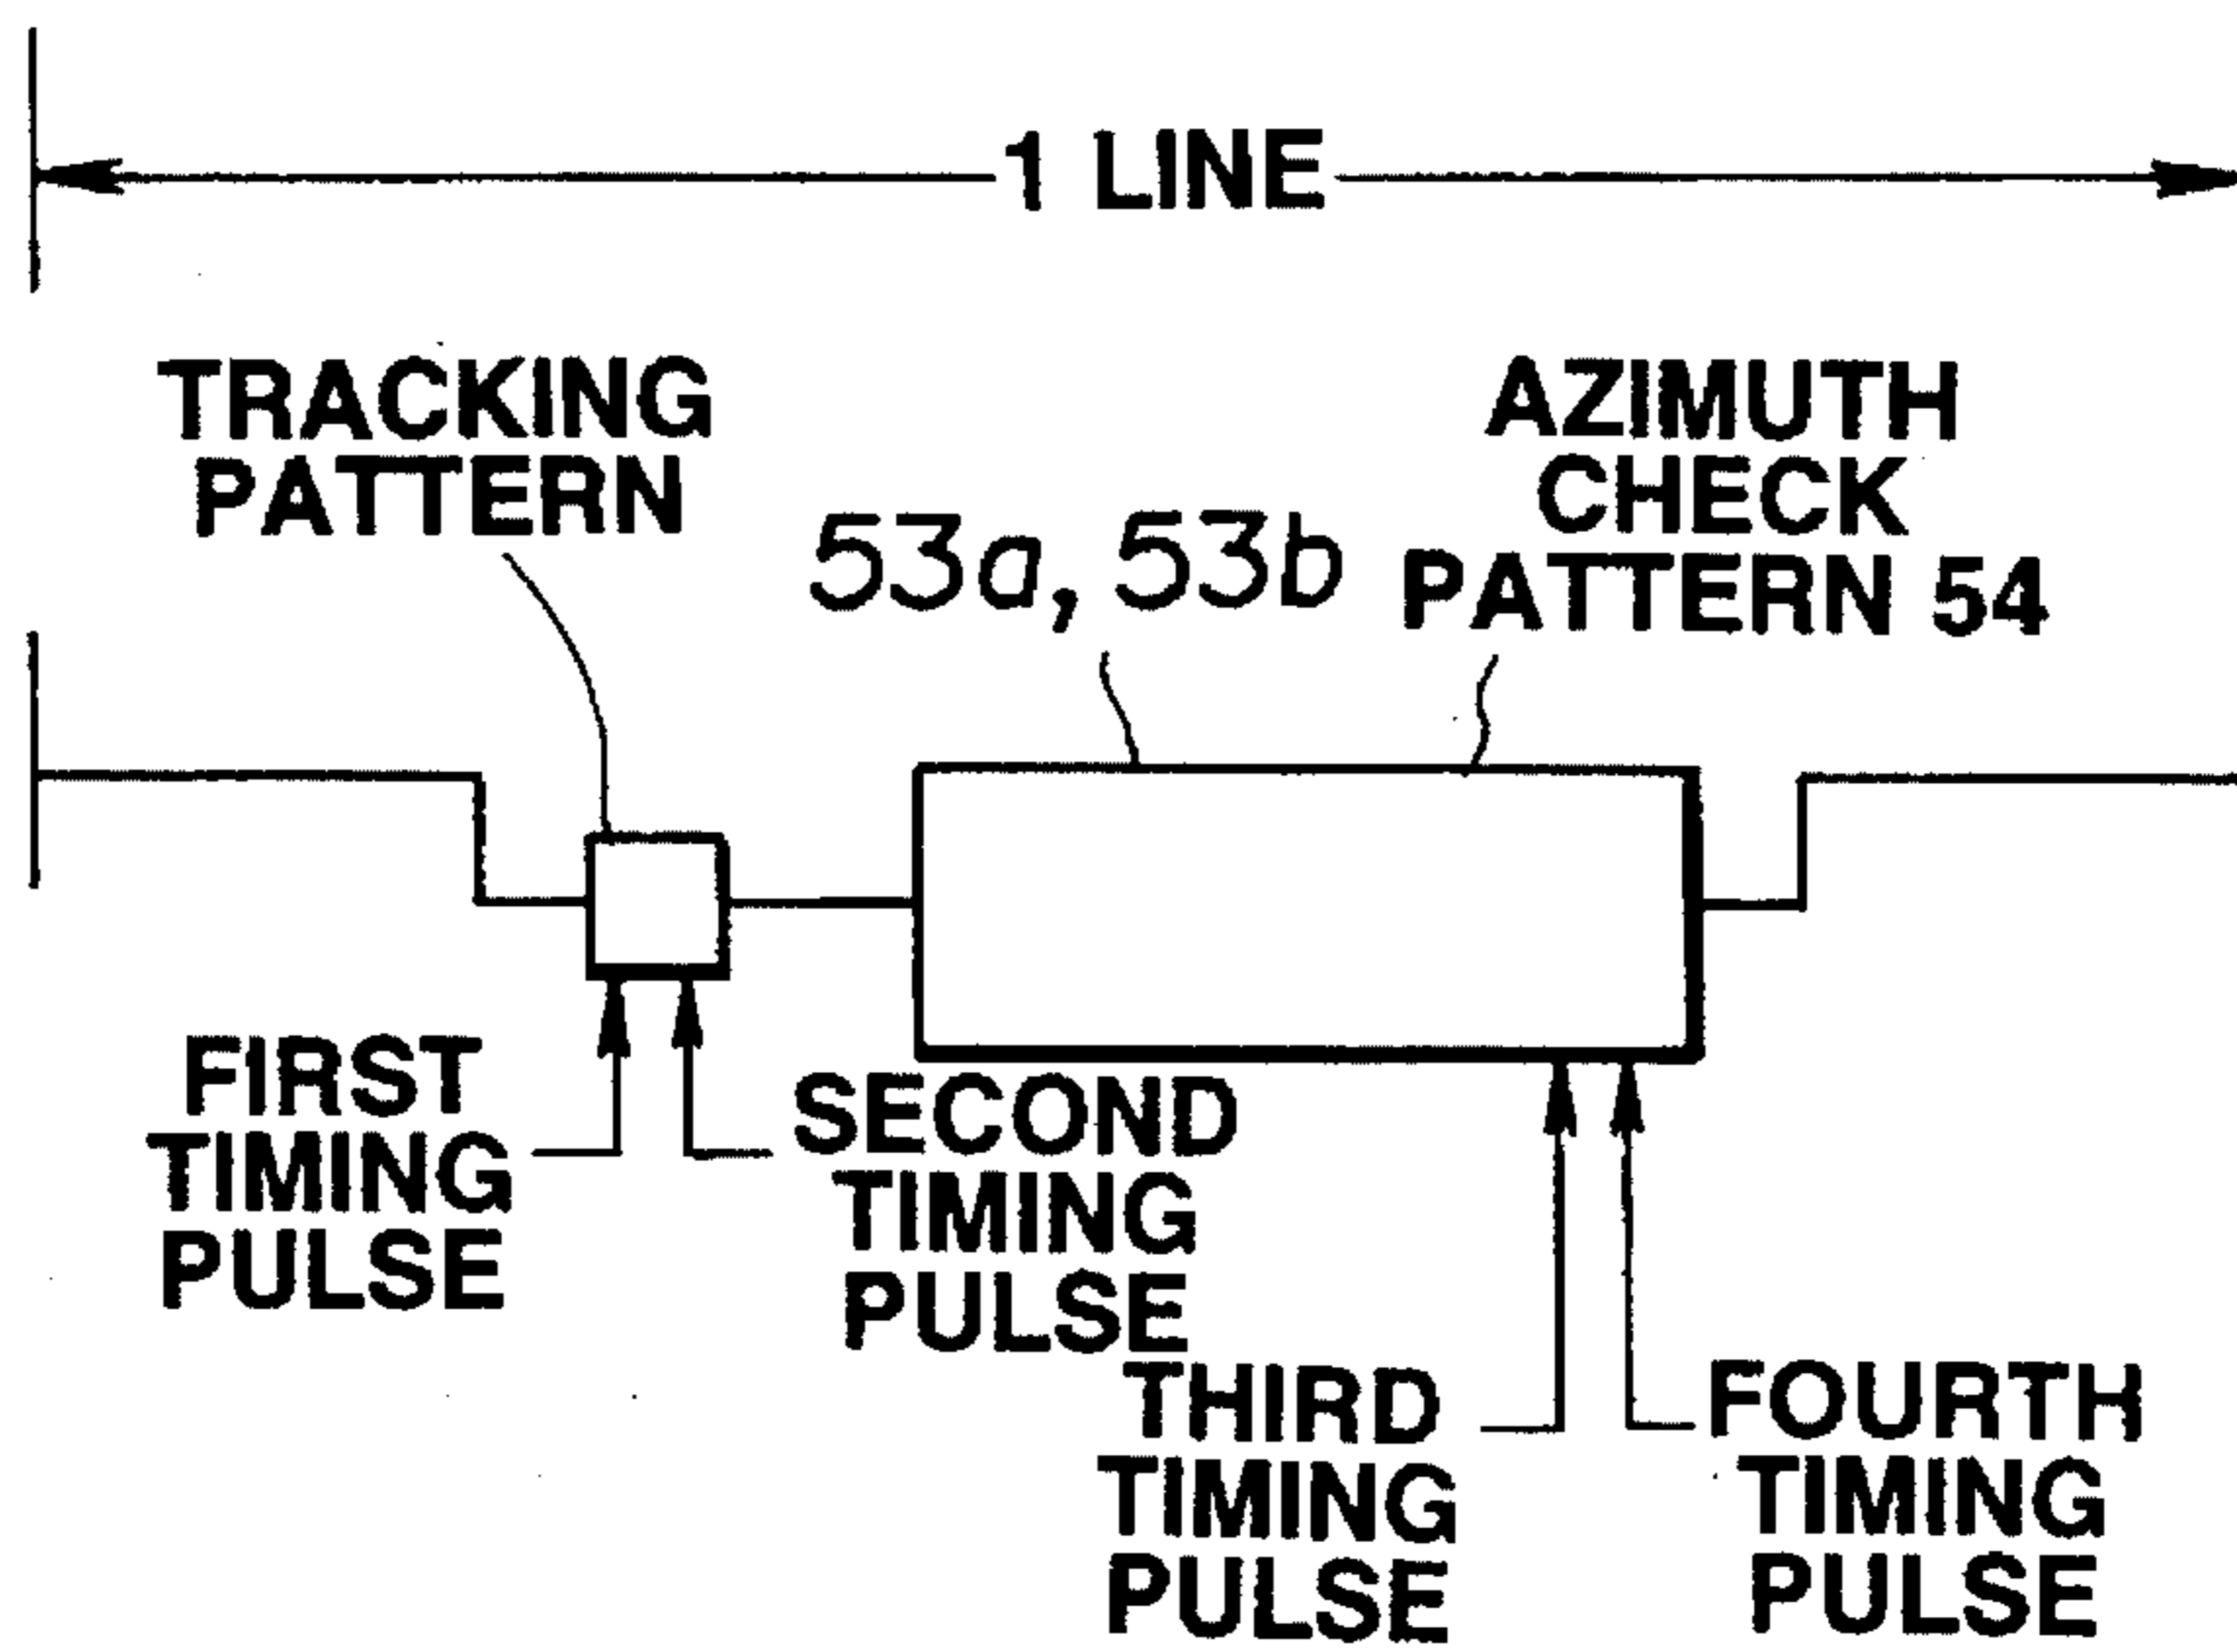 1 LINE
TRACKING
PATTERN
53a, 53b
AZIMUTH
CHECK
PATTERN 54
FIRST
TIMING
PULSE
SECOND
TIMING
PULSE
THIRD
TIMING
PULSE
FOURTH
TIMING
PULSE